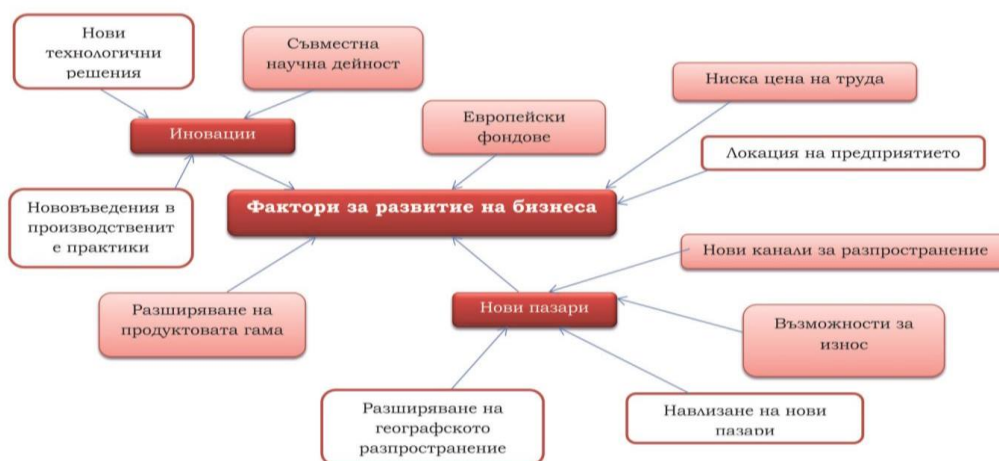 Нови
технологични
решения
Съвместна
научна дейност
Ниска цена на труда
Иновации
Европейски
фондове
Локация на предприятието
Нововъведения в
производственит
е практики
Фактори за развитие на бизнеса
Нови канали за разпространение
Разширяване на
продуктовата гама
Нови пазари
Възможности за
износ
Разширяване на
географското
разпространение
Навлизане на нови
пазари